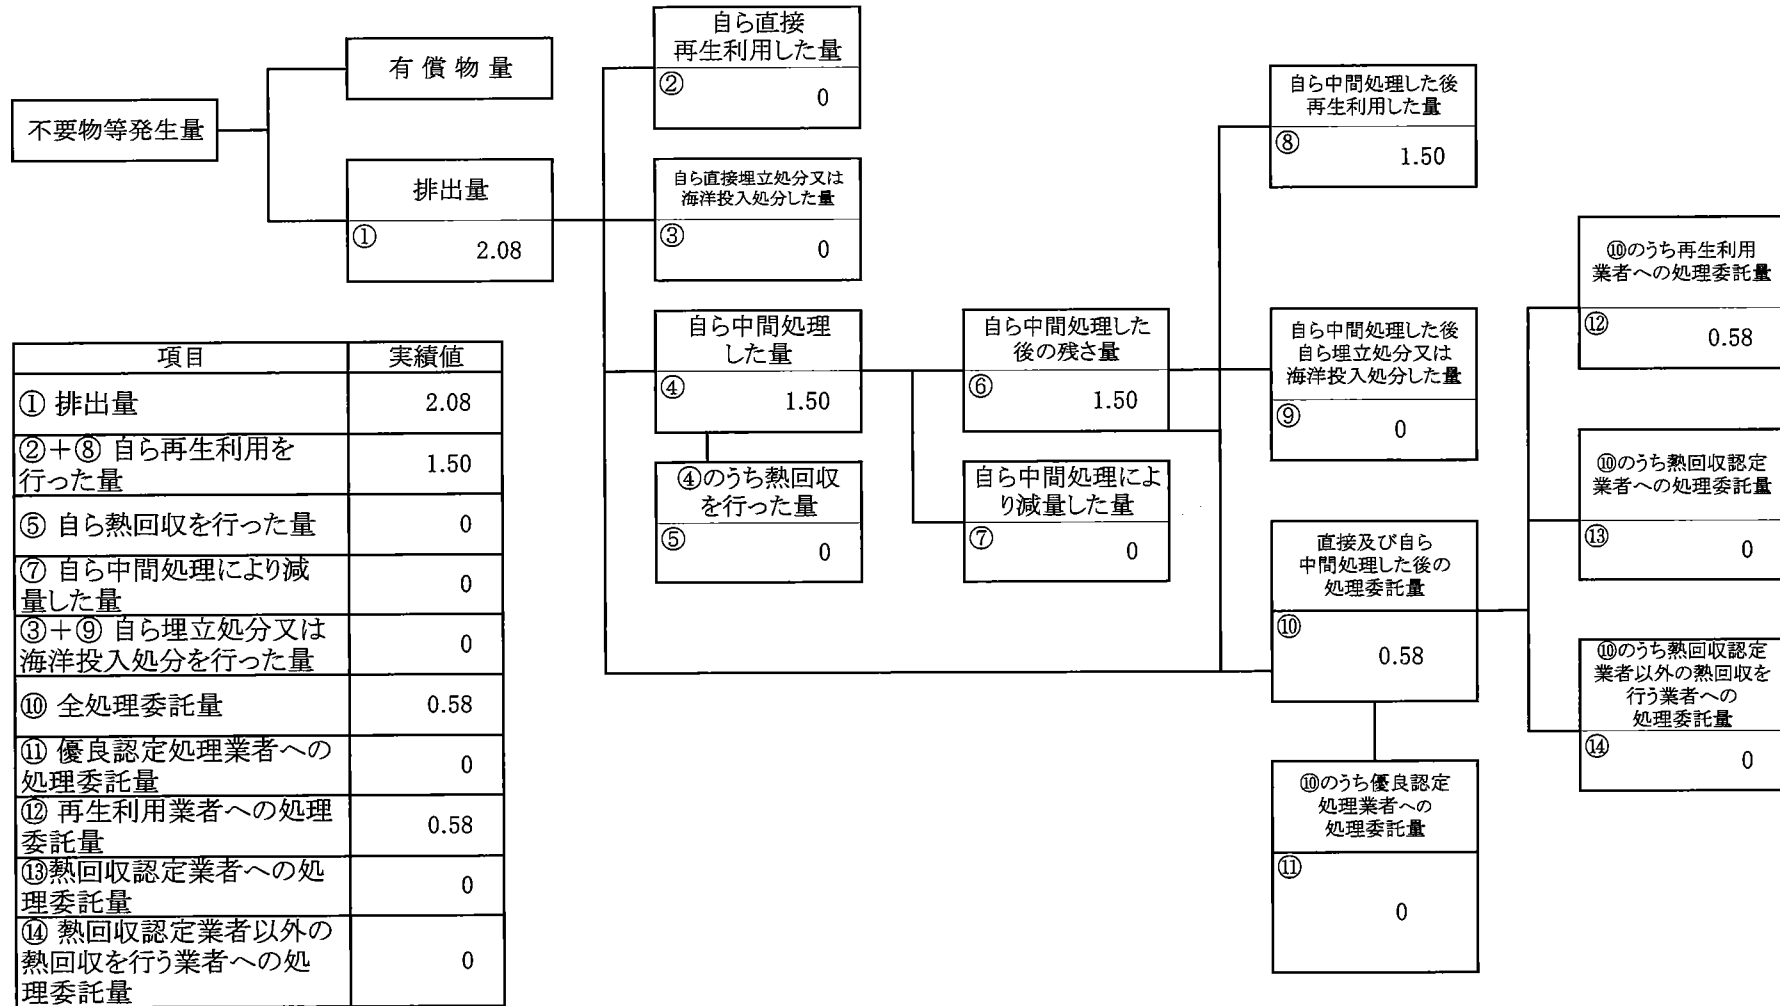 不要物等発生量
有償物量
排出量
①
2.08
自ら直接
再生利用した量
②
0
自ら直接埋立処分又は
海洋投入処分した量
③
0
自ら中間処理
した量
④
1.50
④のうち熱回収
を行った量
⑤
0
自ら中間処理した
後の残さ量
⑥
1.50
自ら中間処理によ
り減量した量
⑦
0
自ら中間処理した後
再生利用した量
⑧
1.50
自ら中間処理した後
自ら埋立処分又は
海洋投入処分した量
⑨
0
直接及び自ら
中間処理した後の
処理委託量
⑩
0.58
⑩のうち優良認定
処理業者への
処理委託量
⑪
0
⑩のうち再生利用
業者への処理委託量
⑫
0.58
⑩のうち熱回収認定
業者への処理委託量
⑬
0
⑩のうち熱回収認定
業者以外の熱回収を
行う業者への
処理委託量
⑭
0
項目 実績値
① 排出量 2.08
②+⑧ 自ら再生利用を
行った量 1.50
⑤ 自ら熱回収を行った量 0
⑦ 自ら中間処理により減
量した量 0
③+⑨ 自ら埋立処分又は
海洋投入処分を行った量 0
⑩ 全処理委託量 0.58
⑪ 優良認定処理業者への
処理委託量 0
⑫ 再生利用業者への処理
委託量 0.58
⑬熱回収認定業者への処
理委託量 0
⑭ 熱回収認定業者以外の
熱回収を行う業者への処
理委託量 0